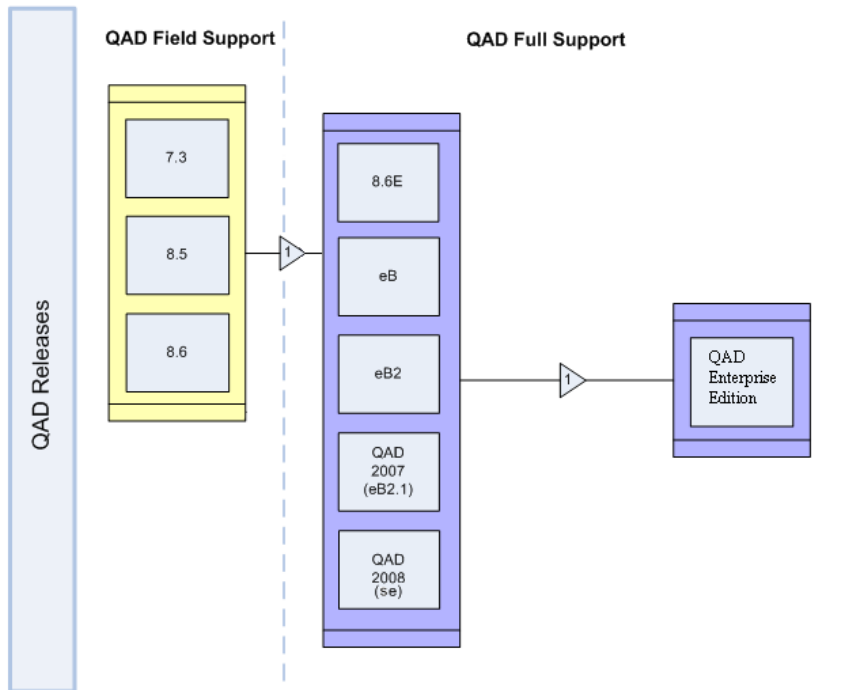 QAD Releases
QAD Field Support
QAD Full Support
7.3
8.5
8.6
1
8.6E
eB
eB2
QAD
2007
(eB2.1)
QAD
2008
(se)
1
QAD
Enterprise
Edition